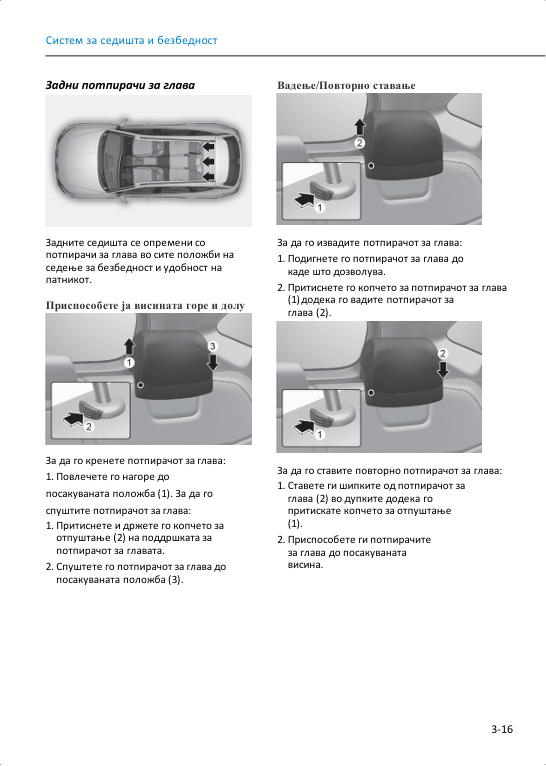 Систем за седишта и безбедност
Задни потпирачи за глава
Задните седишта се опремени со
потпирачи за глава во сите положби на
седење за безбедност и удобност на
патникот.
Приспособете ја висината горе и долу
1
3
2
За да го кренете потпирачот за глава:
1. Повлечете го нагоре до
посакуваната положба (1). За да го
спуштите потпирачот за глава:
1. Притиснете и држете го копчето за
отпуштање (2) на поддршката за
потпирачот за главата.
2. Спуштете го потпирачот за глава до
посакуваната положба (3).
Вадење/Повторно ставање
2
1
За да го извадите потпирачот за глава:
1. Подигнете го потпирачот за глава до
каде што дозволува.
2. Притиснете го копчето за потпирачот за глава
(1)додека го вадите потпирачот за
глава (2).
2
1
За да го ставите повторно потпирачот за глава:
1. Ставете ги шипките од потпирачот за
глава (2) во дупките додека го
притискате копчето за отпуштање
(1).
2. Приспособете ги потпирачите
за глава до посакуваната
висина.
3-16